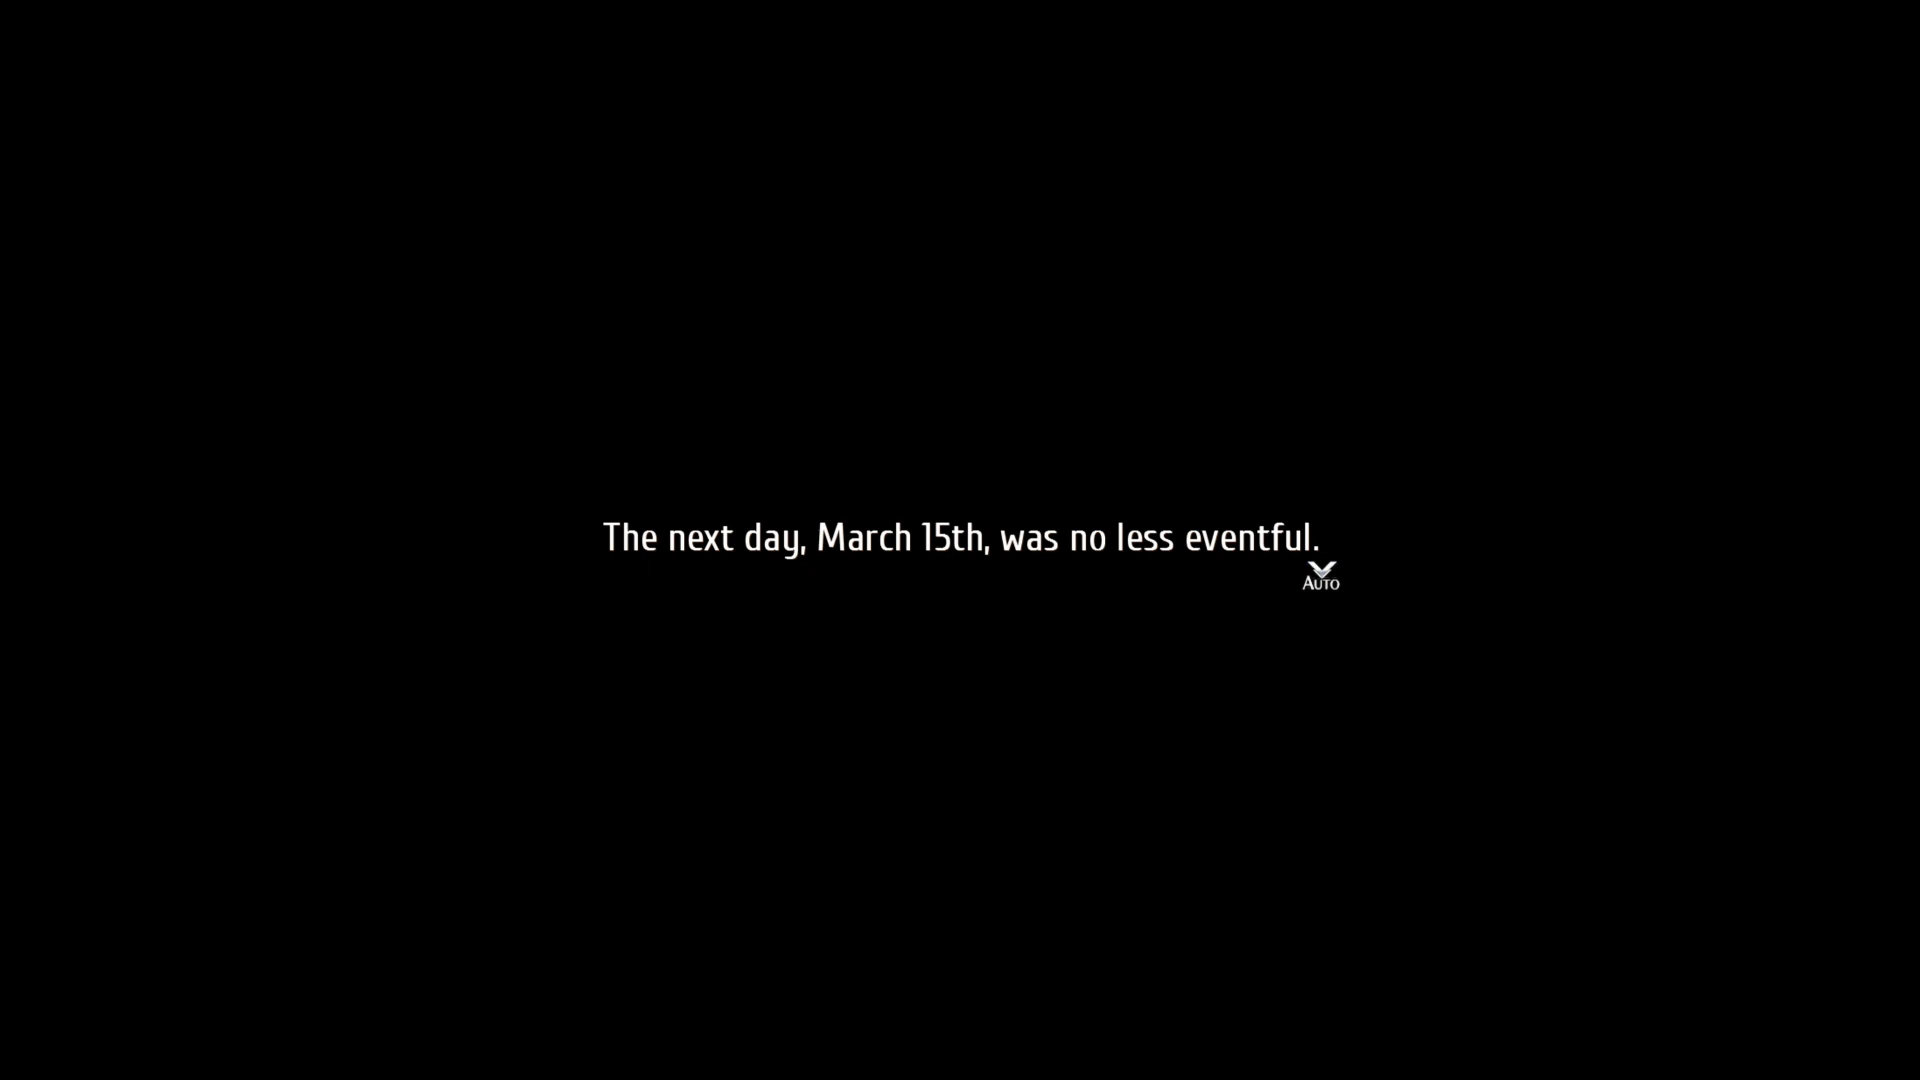 The next day, March 15th, was no less eventful.
AUTO